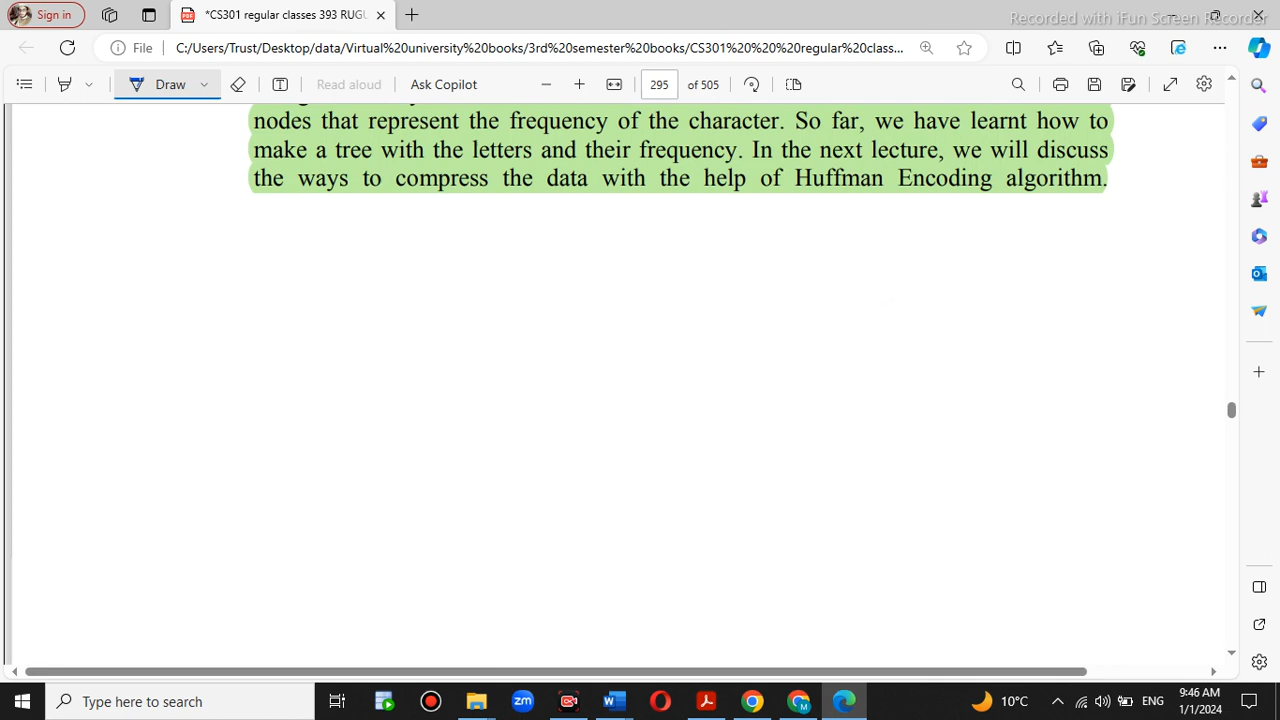 Sign in
*CS301 regular classes 393 RUGU
Recorded with iFun Screen Recorder
File
C:/Users/Trust/Desktop/data/Virtual%20university%20books/3rd%20semester%20books/CS301%20%20%20regular%20class...
Draw
Read aloud
Ask Copilot
295 of 505
nodes that represent the frequency of the character. So far, we have learnt how to
make a tree with the letters and their frequency. In the next lecture, we will discuss
the ways to compress the data with the help of Huffman Encoding algorithm.
Type here to search
zm
10°C
ENG
9:46 AM
1/1/2024